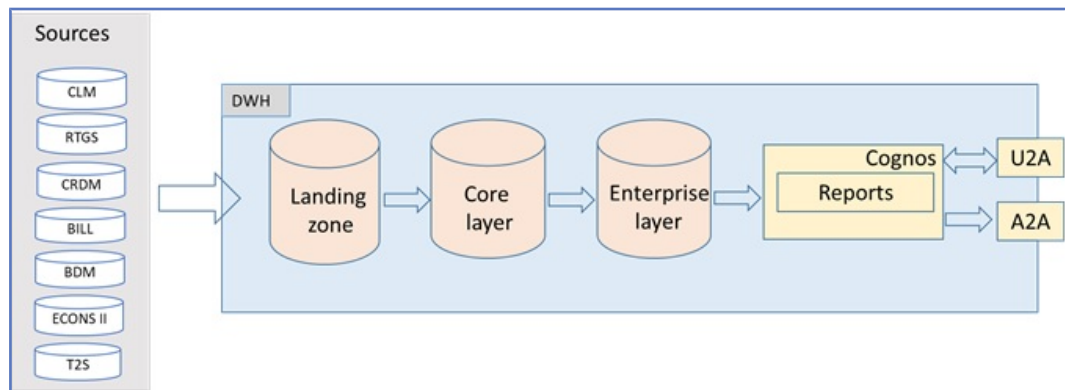 Sources
CLM
RTGS
CRDM
BILL
BDM
ECONS II
T2S
DWH
Landing
zone
Core
layer
Enterprise
layer
Cognos
Reports
U2A
A2A